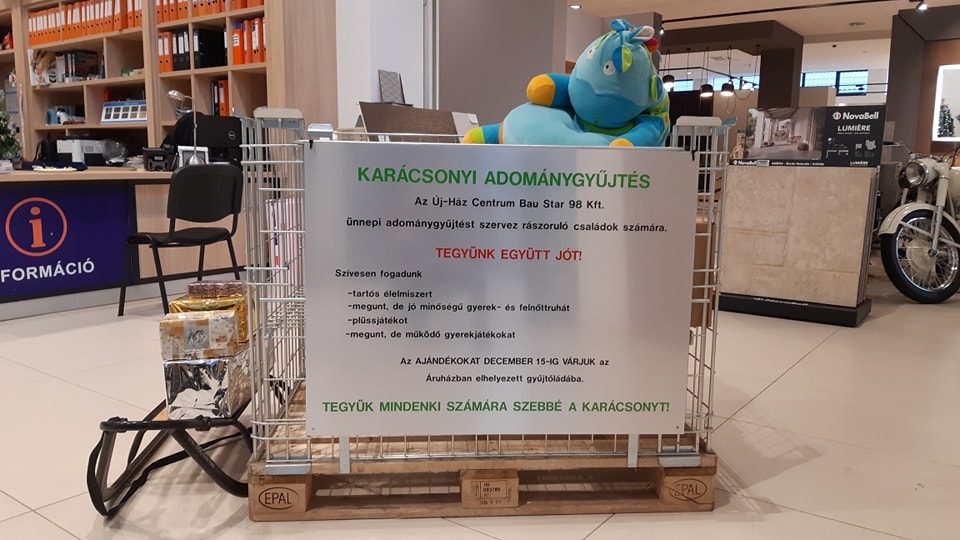 KARÁCSONYI ADOMÁNYGYŰJTÉS
Az Új-Ház Centrum Bau Star 98 Kft.
ünnepi adománygyűjtést szervez rászoruló családok számára.
TEGYÜNK EGYÜTT JÓT!
Szívesen fogadunk
-tartós élelmiszert
-megunt, de jó minőségű gyerek- és felnőttruhát
-plüssjátékot
-megunt, de működő gyerekjátékokat
Az AJÁNDÉKOKAT DECEMBER 15-IG VÁRJUK az
Áruházban elhelyezett gyűjtőládába.
TEGYÜK MINDENKI SZÁMÁRA SZEBBÉ A KARÁCSONYT!
i
FORMÁCIÓ
NovaBell
LUMIÈRE
NovaBell
EPAL
EPAL